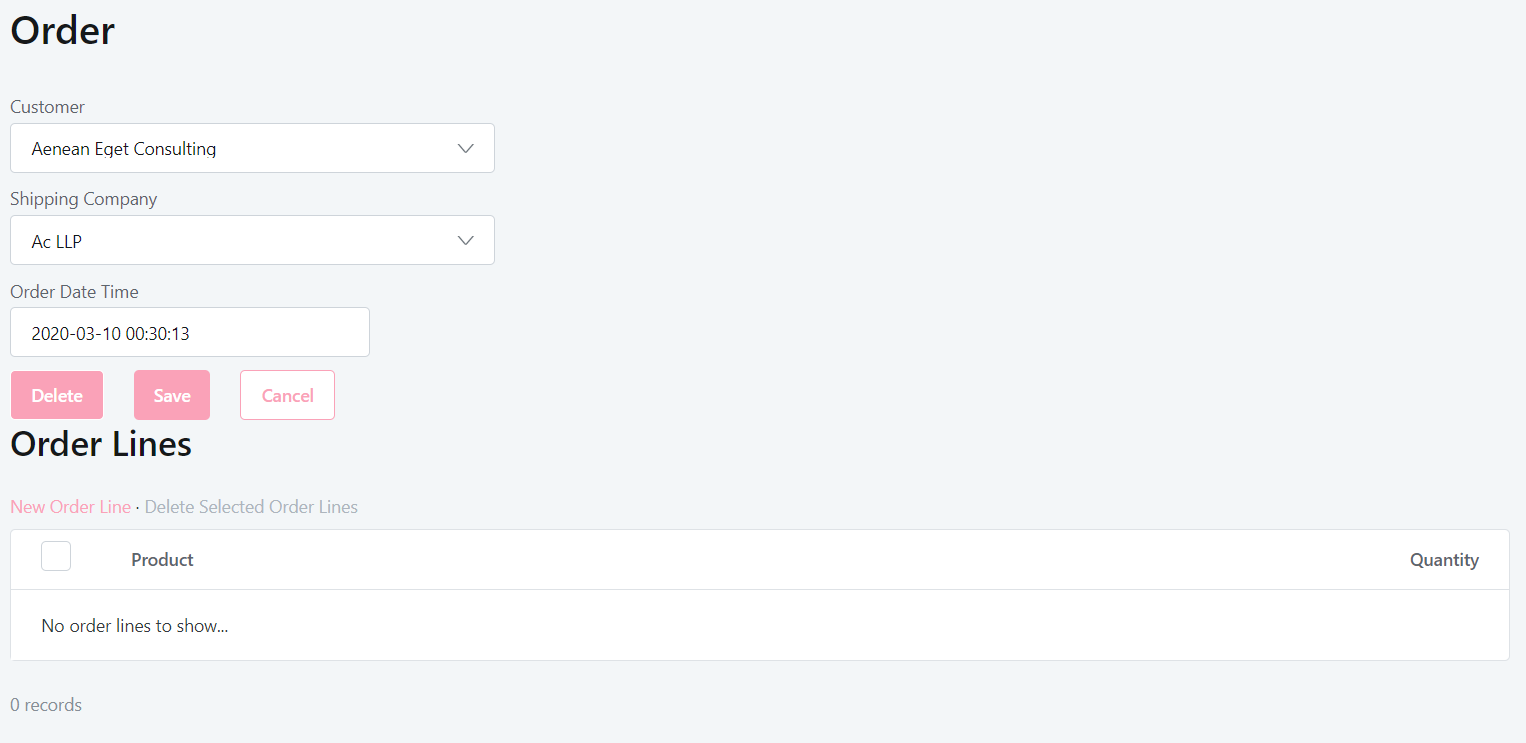 Order
Customer
Aenean Eget Consulting
Shipping Company
Ac LLP
Order Date Time
2020-03-10 00:30:13
Delete Save Cancel
Order Lines
New Order Line · Delete Selected Order Lines
Product Quantity
No order lines to show...
0 records